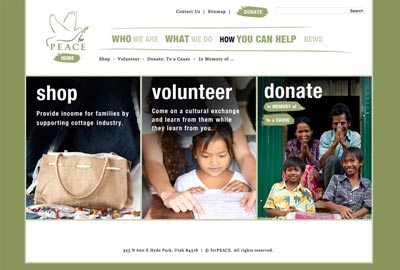 Contact Us | Sitemap | DONATE Search
for
PEACE
WHO WE ARE WHAT WE DO HOW YOU CAN HELP NEWS
HOME
Shop · Volunteer · Donate: To a Cause · In Memory of ...
shop
Provide income for families by
supporting cottage industry.
volunteer
Come on a cultural exchange
and learn from them while
they learn from you.
donate
in MEMORY of
to a CAUSE
323 N 600 E Hyde Park, Utah 84318 | © forPEACE. All rights reserved.